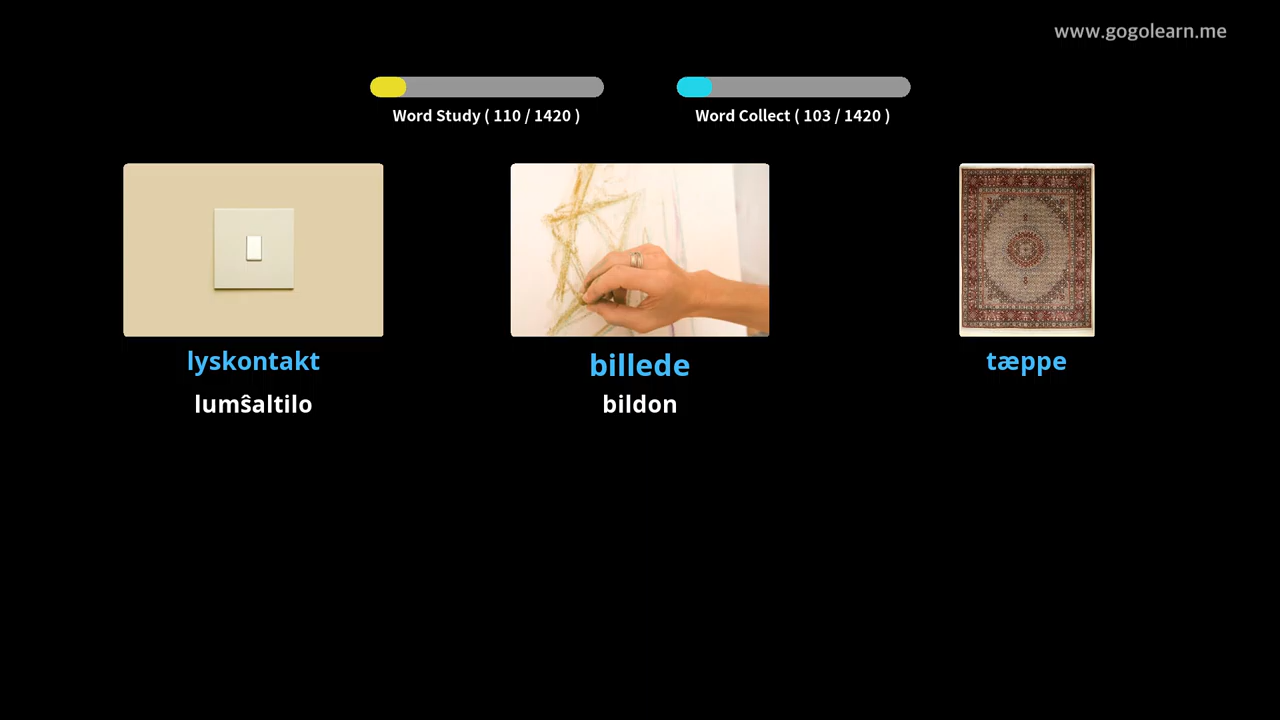 www.gogolearn.me
Word Study ( 110 / 1420 )
Word Collect ( 103 / 1420 )
lyskontakt
billede
tæppe
lumŝaltilo
bildon